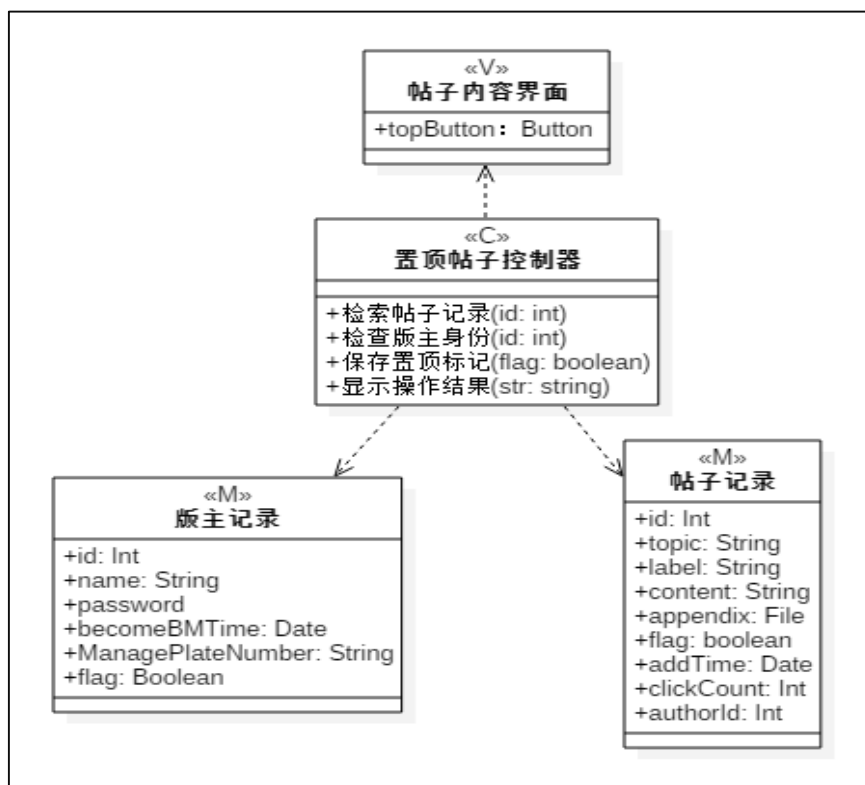 «V»
帖子内容界面
+topButton：Button
«C»
置顶帖子控制器
+检索帖子记录(id: int)
+检查版主身份(id: int)
+保存置顶标记(flag: boolean)
+显示操作结果(str: string)
«M»
版主记录
+id: Int
+name: String
+password
+becomeBMTime: Date
+ManagePlateNumber: String
+flag: Boolean
«M»
帖子记录
+id: Int
+topic: String
+label: String
+content: String
+appendix: File
+flag: boolean
+addTime: Date
+clickCount: Int
+authorId: Int